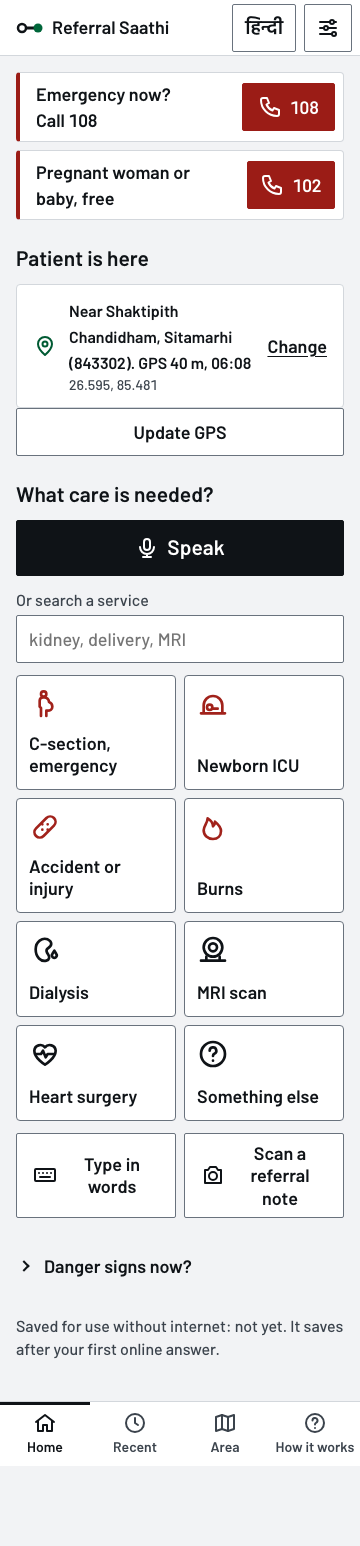 Referral Saathi
हिन्दी
Emergency now?
Call 108
108
Pregnant woman or
baby, free
102
Patient is here
Near Shaktipith
Chandidham, Sitamarhi
(843302). GPS 40 m, 06:08
26.595, 85.481
Change
Update GPS
What care is needed?
Speak
Or search a service
kidney, delivery, MRI
C-section,
emergency
Newborn ICU
Accident or
injury
Burns
Dialysis
MRI scan
Heart surgery
Something else
Type in
words
Scan a
referral
note
Danger signs now?
Saved for use without internet: not yet. It saves
after your first online answer.
Home
Recent
Area
How it works